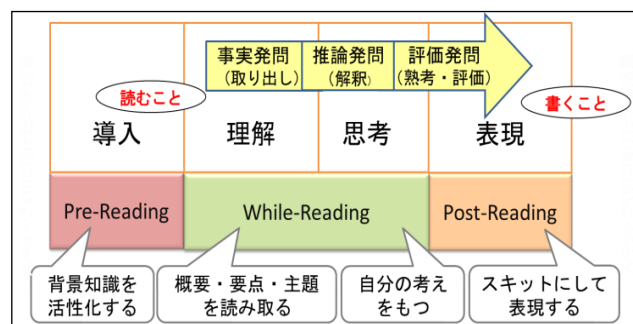 事実発問
(取り出し)
推論発問
(解釈)
評価発問
(熟考・評価)
読むこと
書くこと
導入
理解
思考
表現
Pre-Reading
While-Reading
Post-Reading
背景知識を
活性化する
概要・要点・主題
を読み取る
自分の考え
をもつ
スキットにして
表現する